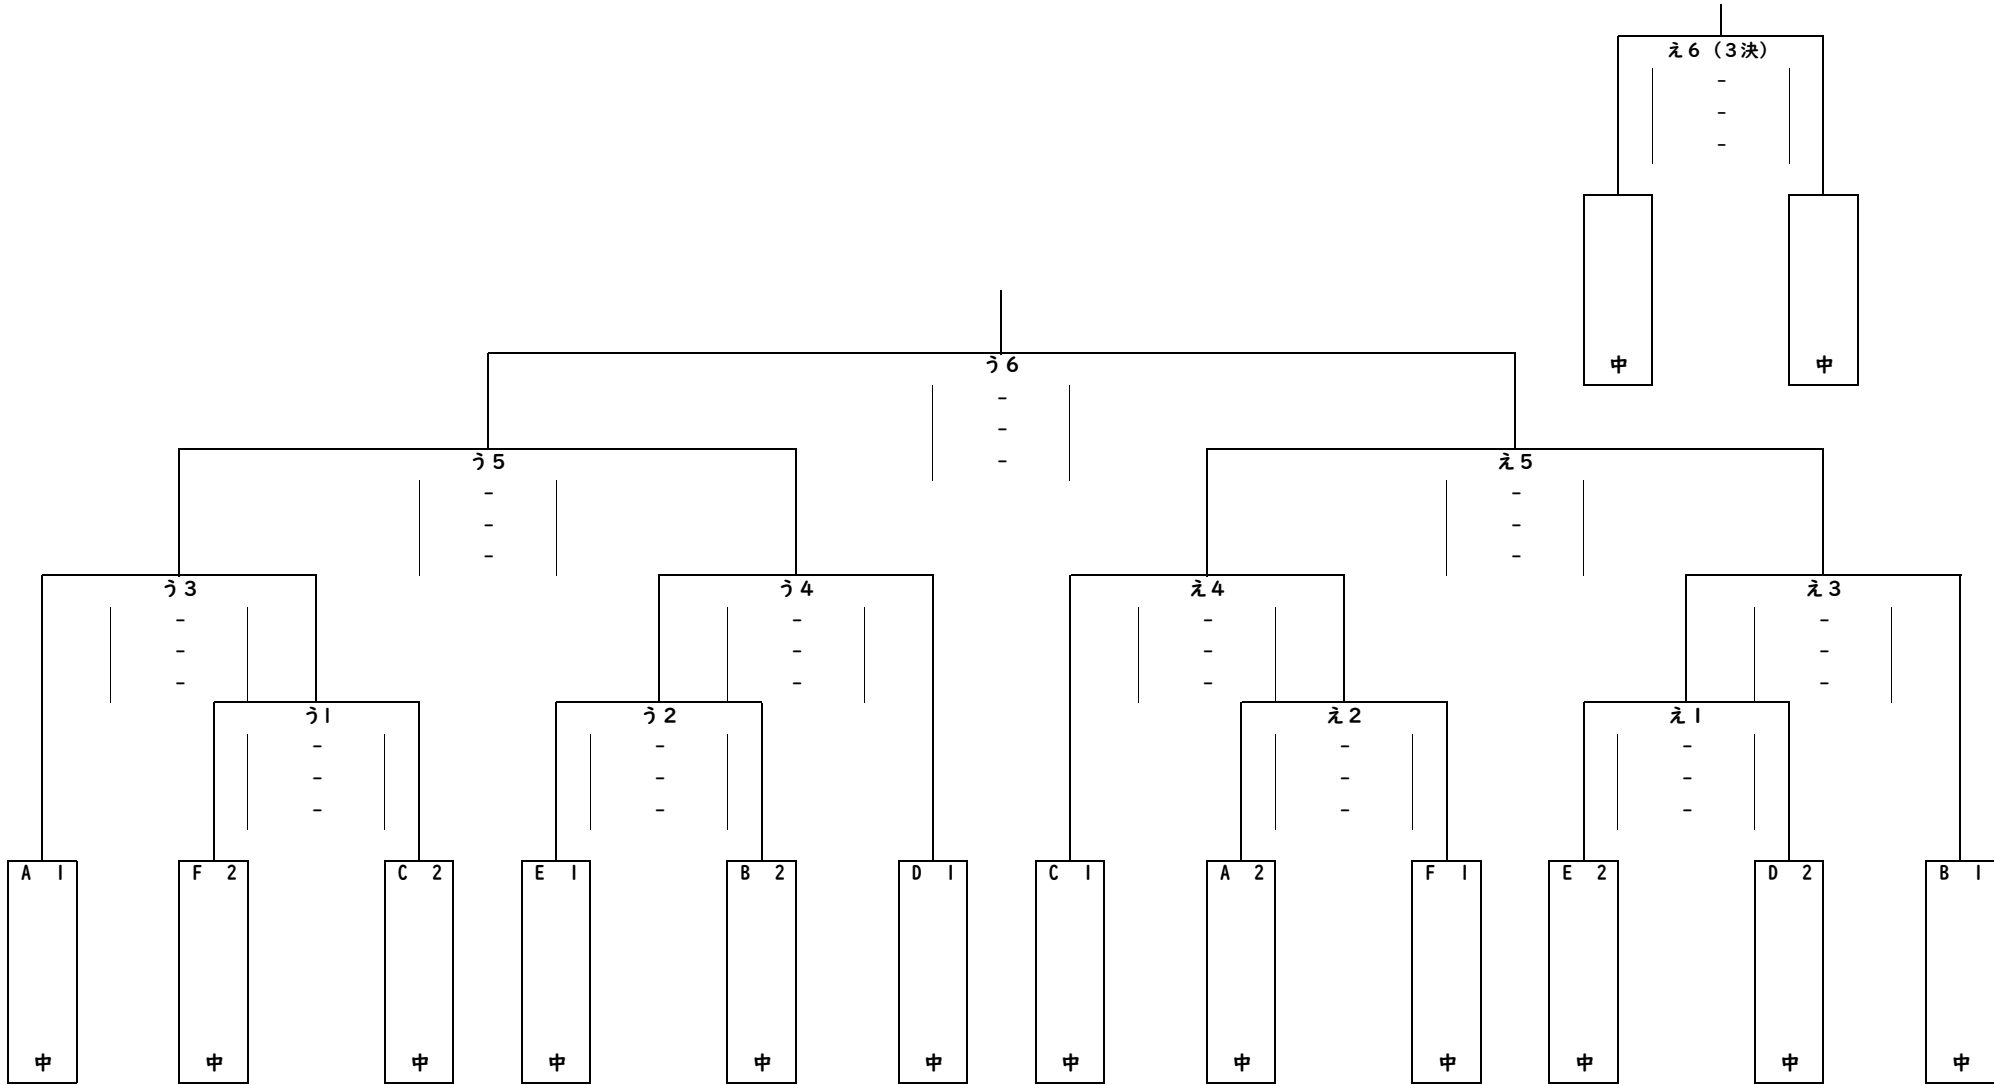 え６（３決）
－
－
－
中 中
う６
－
－
－
う５ え５
－ －
－ －
－ －
う３ う４ え４ え３
－ － － －
－ － － －
－ － － －
う１ う２ え２ え１
－ － － －
－ － － －
－ － － －
A １ F ２ C ２ E １ B ２ D １ C １ A ２ F １ E ２ D ２ B １
中 中 中 中 中 中 中 中 中 中 中 中